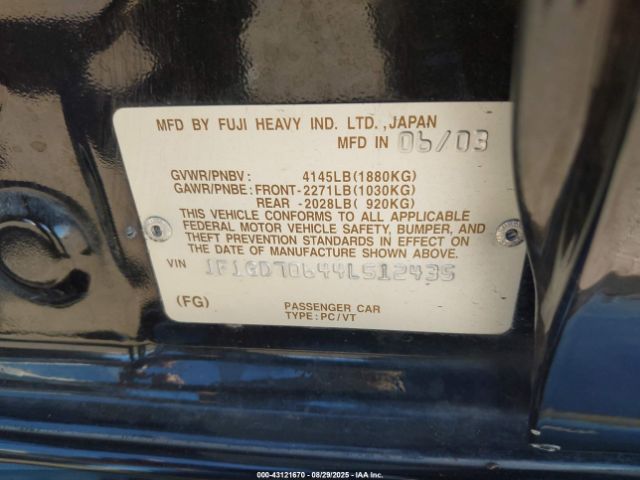 MFD BY FUJI HEAVY IND. LTD.,JAPAN
MFD IN 06/03
GVWR/PNBV: 4145LB(1880KG)
GAWR/PNBE:FRONT-2271LB(1030KG)
REAR -2028LB( 920KG)
THIS VEHICLE CONFORMS TO ALL APPLICABLE
FEDERAL MOTOR VEHICLE SAFETY, BUMPER, AND
THEFT PREVENTION STANDARDS IN EFFECT ON
THE DATE OF MANUFACTURE SHOWN ABOVE.
VIN JF1GD70644L512435
(FG) PASSENGER CAR
TYPE:PC/VT
000-43121670 - 08/29/2025 - IAA, Inc.